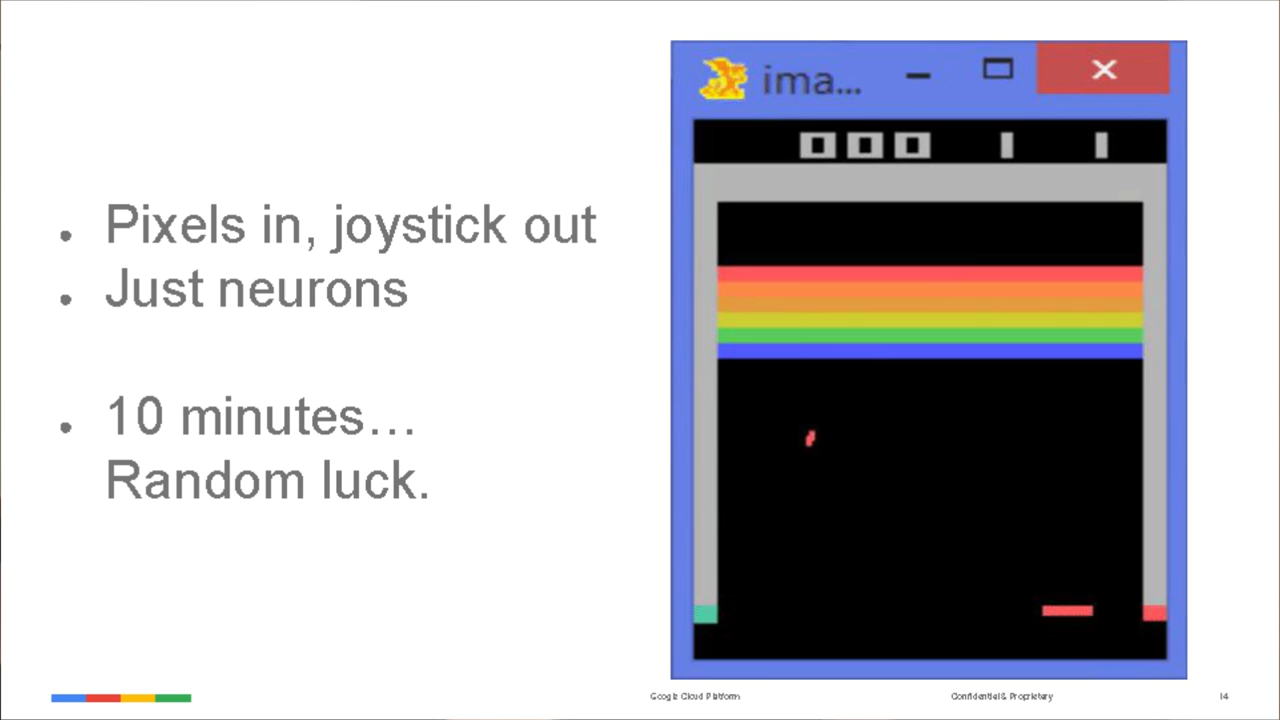 Pixels in, joystick out
Just neurons
10 minutes…
Random luck.
ima...
000 1 1
Google Cloud Platform
Confidential & Proprietary
14